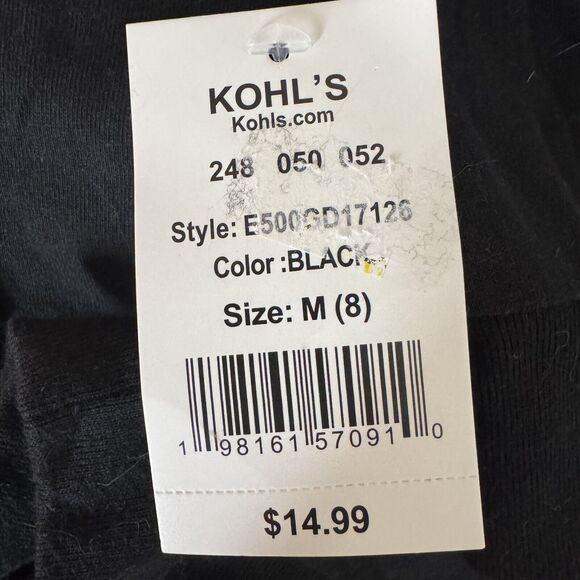 KOHL'S
Kohls.com
248 050 052
Style: E500GD17126
Color :BLACK
Size: M (8)
1 98161 57091 0
$14.99